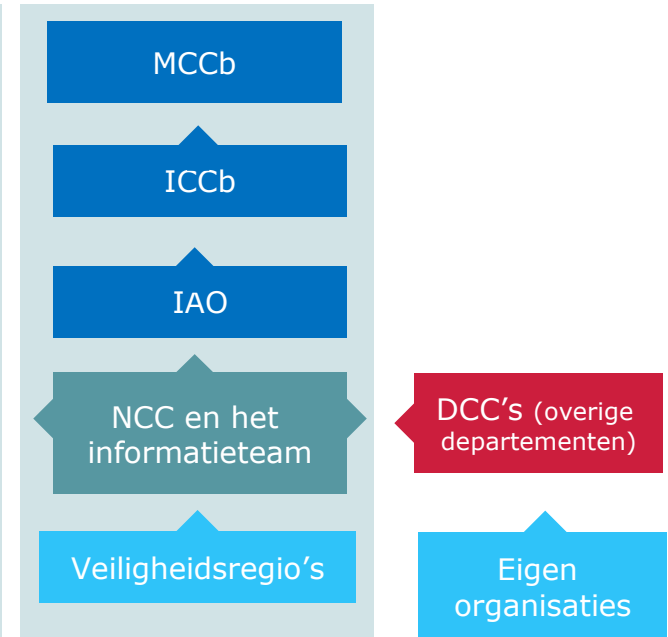 MCCb
ICCb
IAO
NCC en het
informatieteam
DCC’s (overige
departementen)
Veiligheidsregio’s
Eigen
organisaties